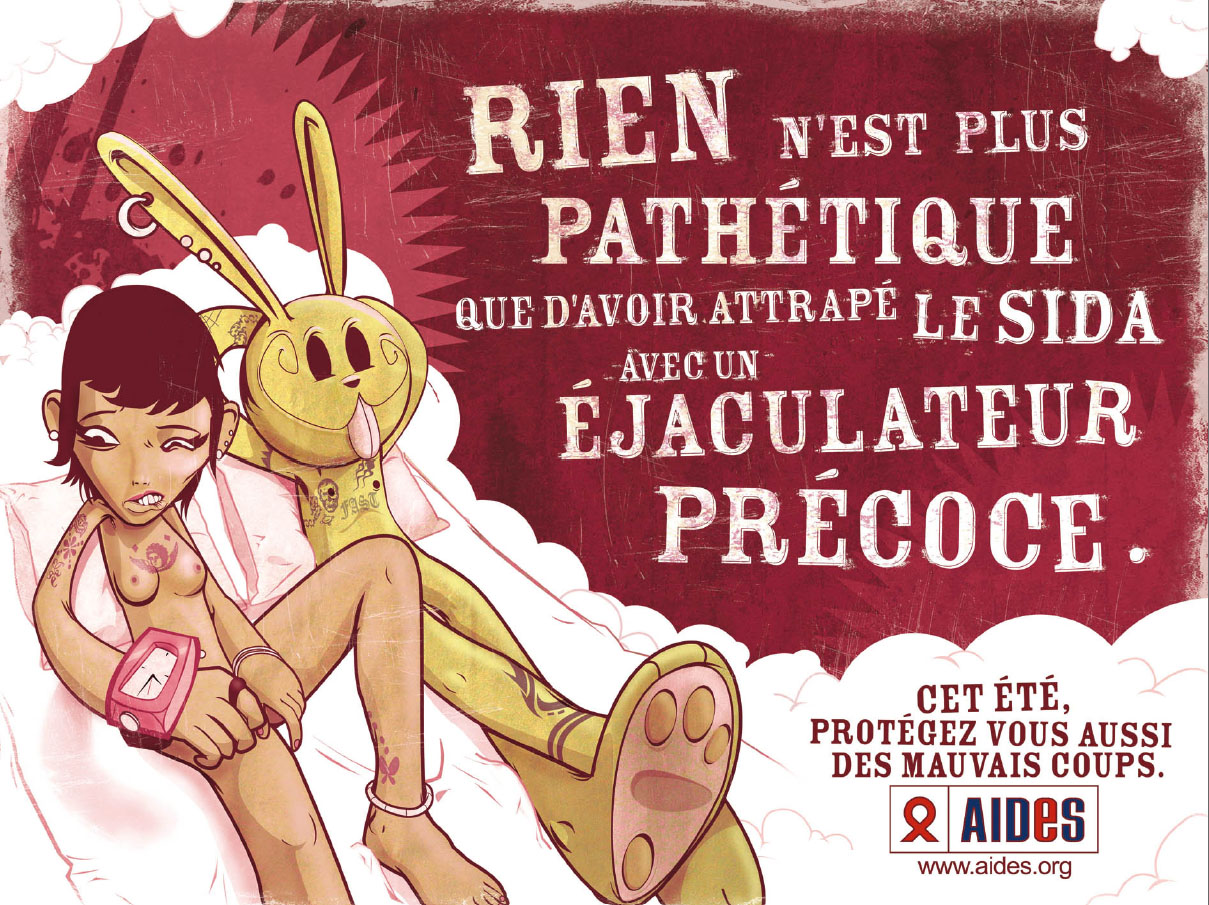 RIEN N'EST PLUS
PATHÉTIQUE
QUE D'AVOIR ATTRAPÉ LE SIDA
AVEC UN
ÉJACULATEUR
PRÉCOCE.
FAST
CET ÉTÉ,
PROTÉGEZ VOUS AUSSI
DES MAUVAIS COUPS.
AIDES
www.aides.org